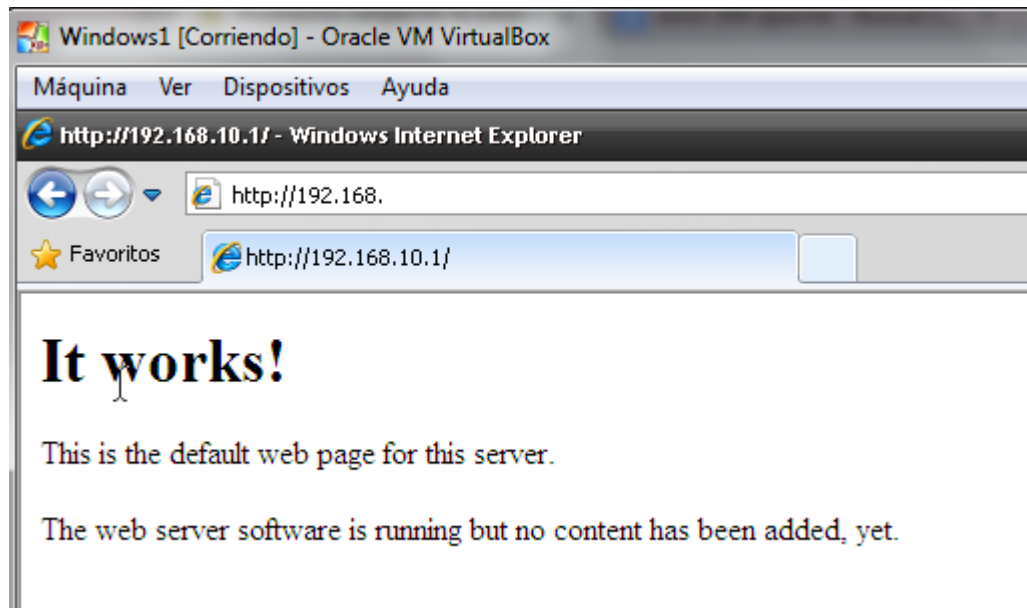 Windows1 [Corriendo] - Oracle VM VirtualBox
Máquina Ver Dispositivos Ayuda
http://192.168.10.1/ - Windows Internet Explorer
http://192.168.
Favoritos http://192.168.10.1/
It works!
This is the default web page for this server.
The web server software is running but no content has been added, yet.